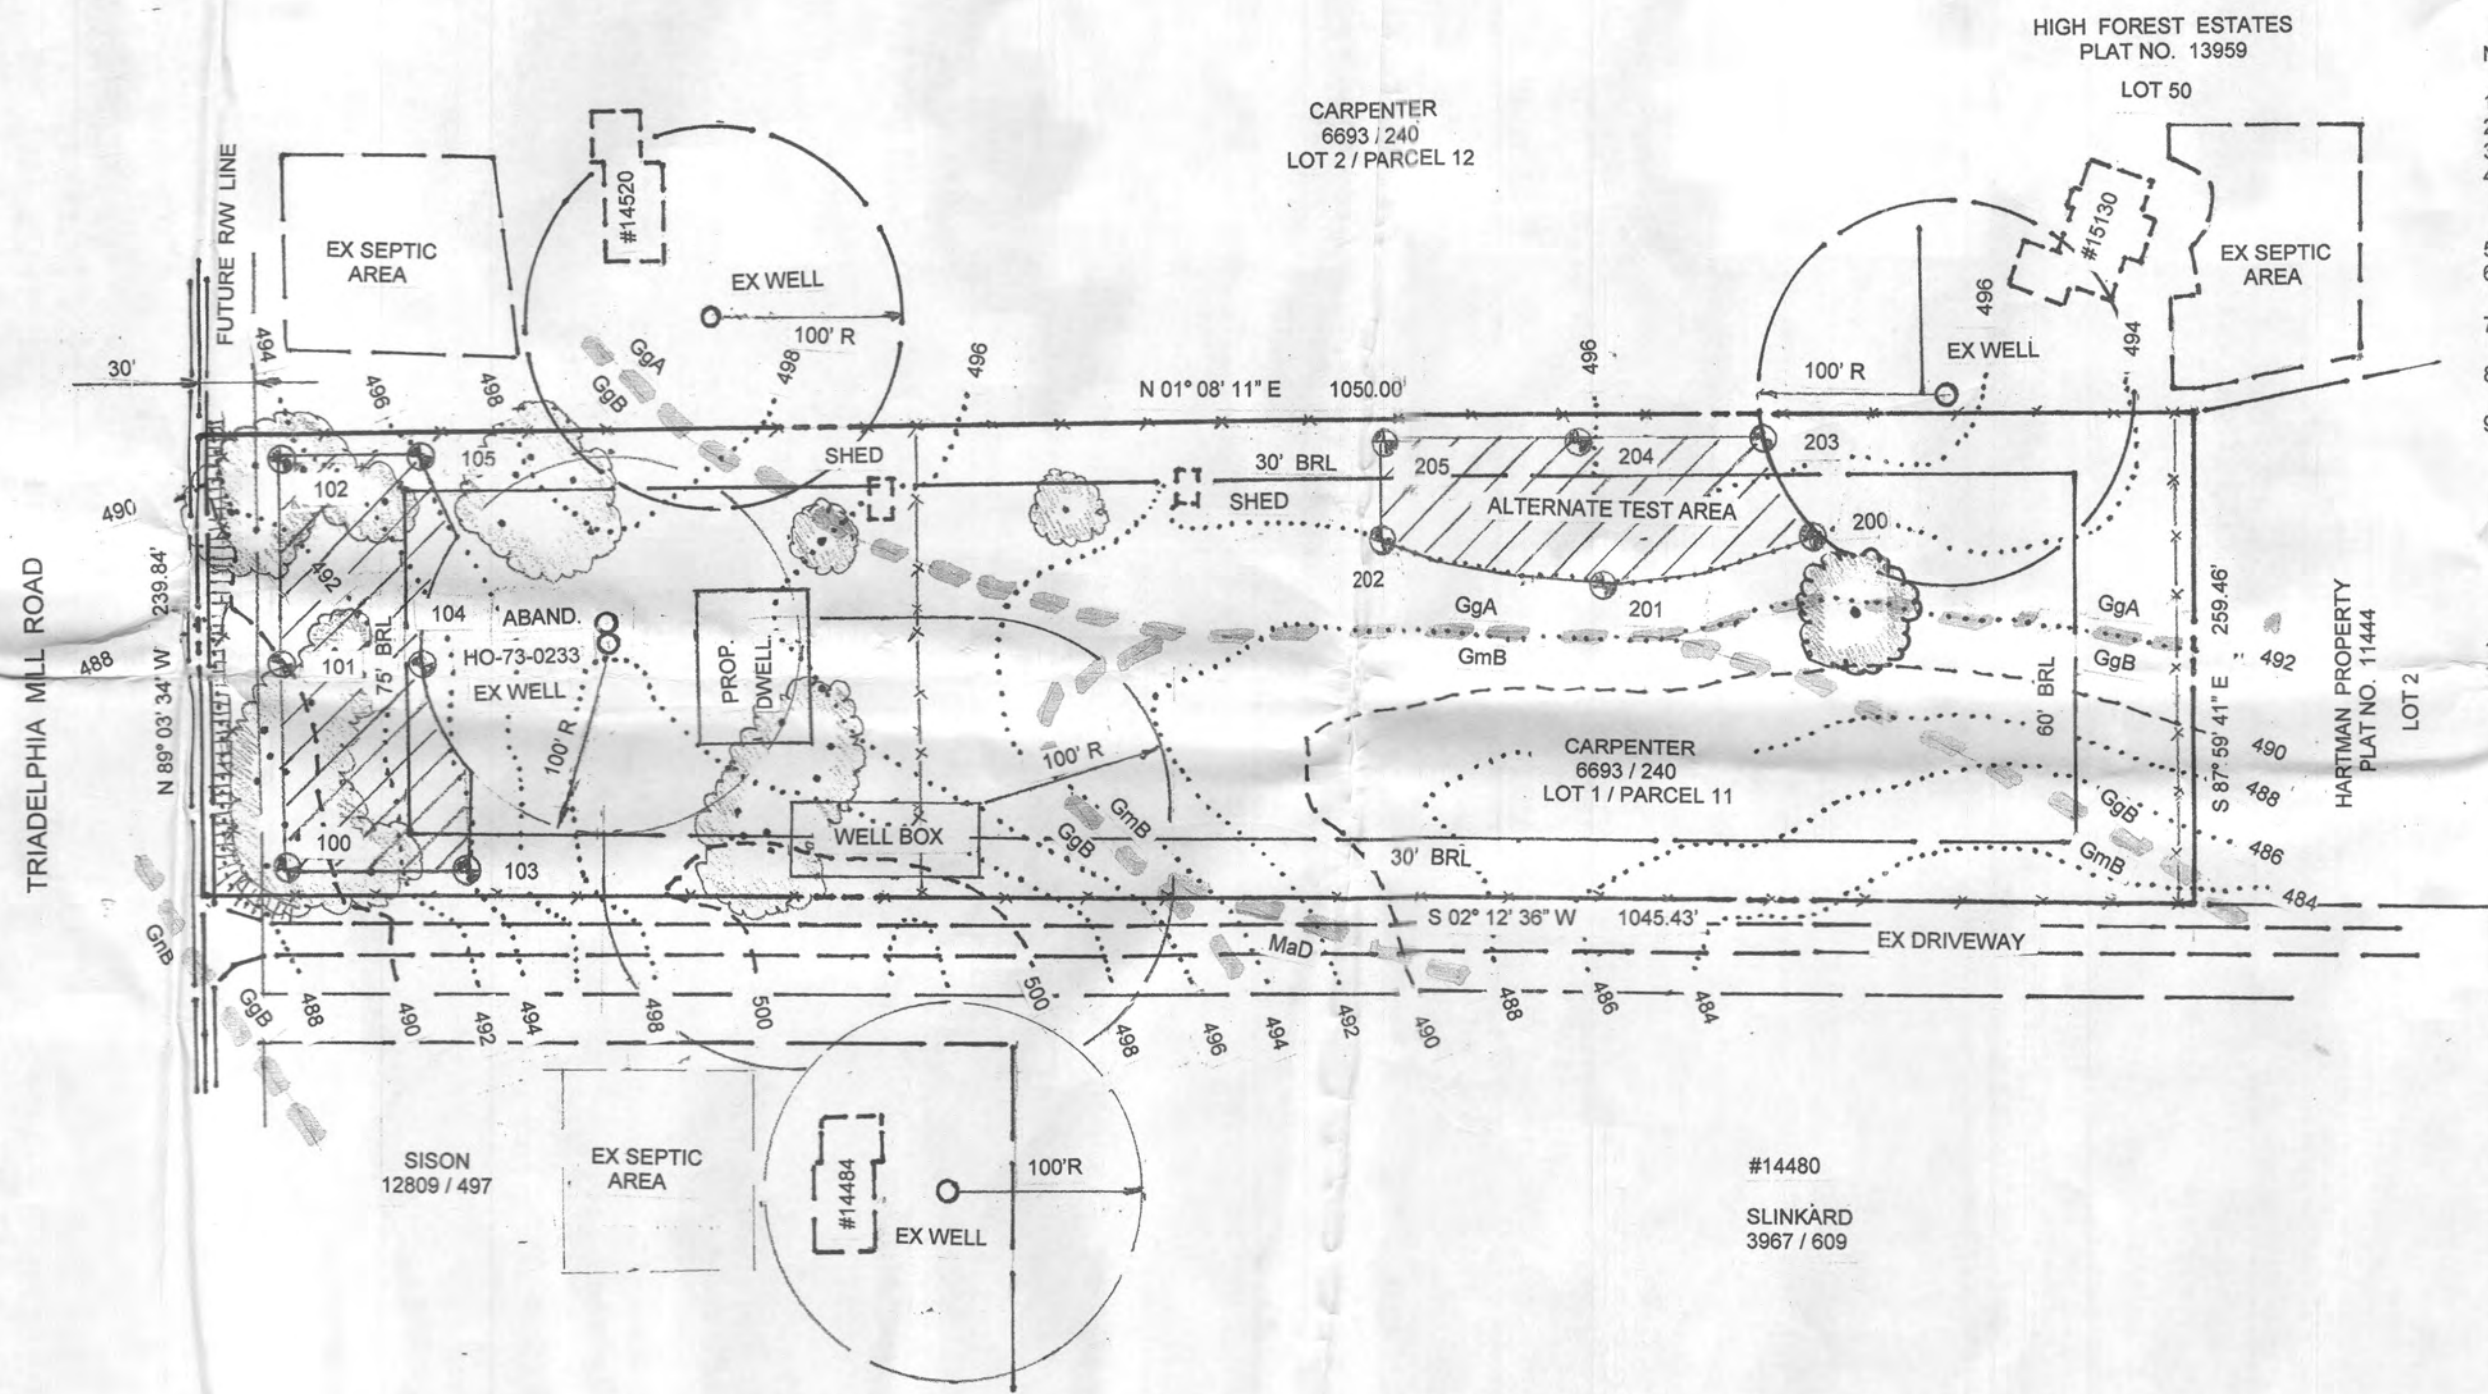 HIGH FOREST ESTATES
PLAT NO. 13959
LOT 50
CARPENTER
6693 / 240
LOT 2 / PARCEL 12
FUTURE R/W LINE
EX SEPTIC
AREA
#14520
EX WELL
100' R
#15130
EX SEPTIC
AREA
EX WELL
100' R
496
494
30'
494
496
498
GgA
GgB
498
496
496
N 01° 08' 11" E
1050.00'
SHED
SHED
30' BRL
102
105
205
204
203
ALTERNATE TEST AREA
200
202
201
490
488
TRIADELPHIA MILL ROAD
N 89° 03' 34" W
239.84'
492
104
101
75' BRL
ABAND.
HO-73-0233
EX WELL
100' R
PROP.
DWELL.
100' R
WELL BOX
GgA
GmB
GgA
GgB
60' BRL
S 87° 59' 41" E
259.46'
HARTMAN PROPERTY
PLAT NO. 11444
LOT 2
492
490
488
486
484
CARPENTER
6693 / 240
LOT 1 / PARCEL 11
GmB
GgB
GgB
GmB
30' BRL
100
103
S 02° 12' 36" W
1045.43'
EX DRIVEWAY
MaD
GnB
GgB
488
490
492
494
498
500
500
498
496
494
492
490
488
486
484
SISON
12809 / 497
EX SEPTIC
AREA
#14484
EX WELL
100'R
#14480
SLINKARD
3967 / 609